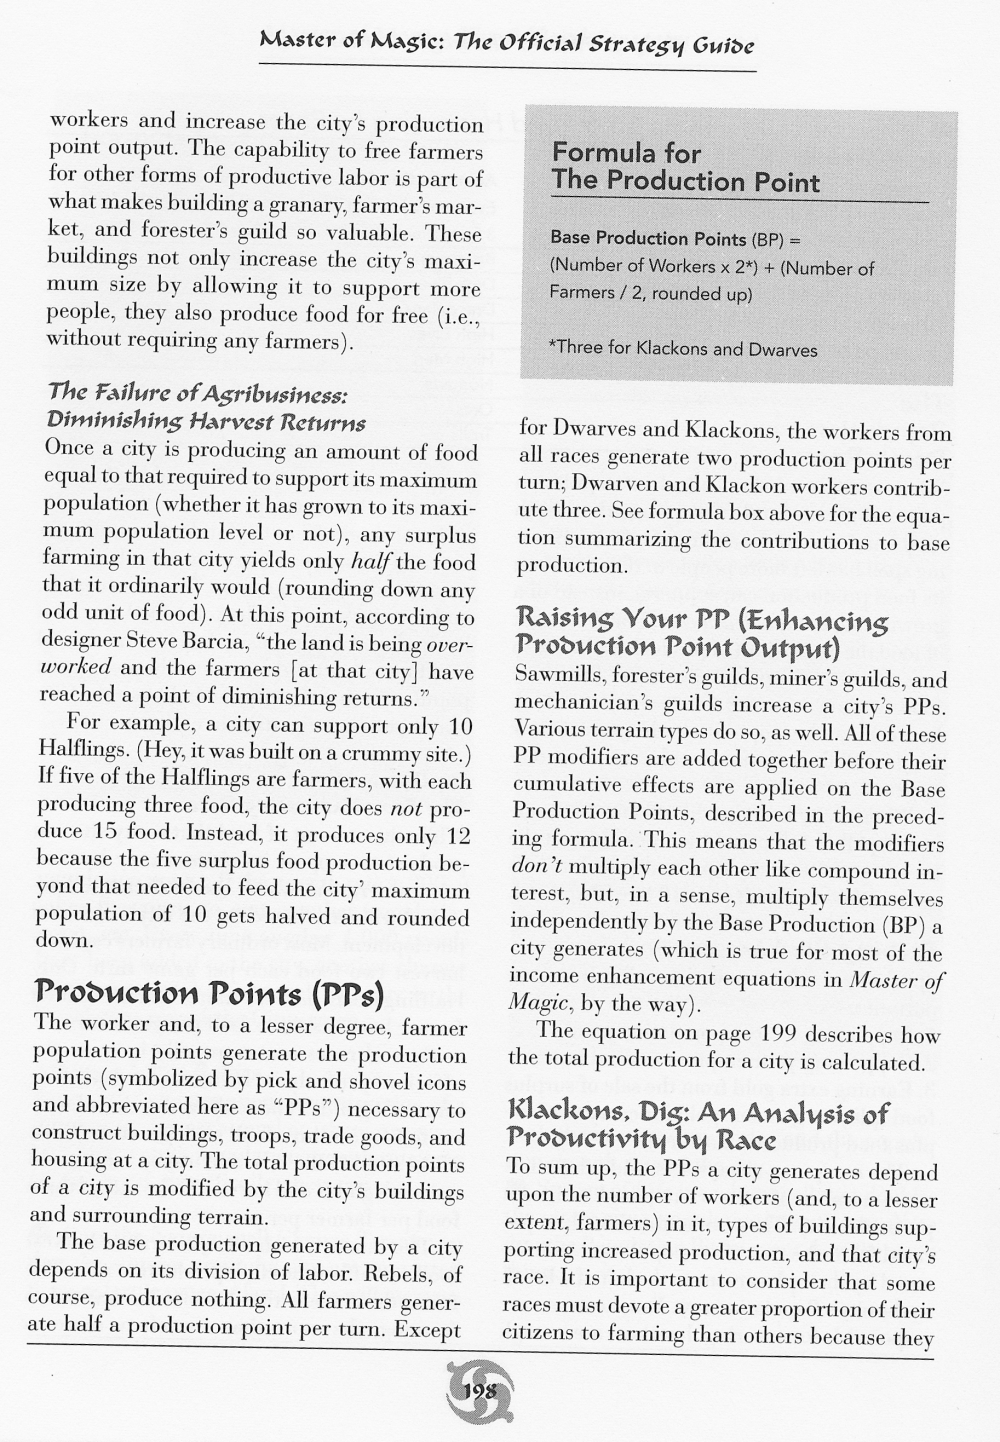 Master of Magic: The Official Strategy Guide
workers and increase the city's production
point output. The capability to free farmers
for other forms of productive labor is part of
what makes building a granary, farmer's mar-
ket, and forester's guild so valuable. These
buildings not only increase the city's maxi-
mum size by allowing it to support more
people, they also produce food for free (i.e.,
without requiring any farmers).
The Failure of Agribusiness:
Diminishing Harvest Returns
Once a city is producing an amount of food
equal to that required to support its maximum
population (whether it has grown to its maxi-
mum population level or not), any surplus
farming in that city yields only half the food
that it ordinarily would (rounding down any
odd unit of food). At this point, according to
designer Steve Barcia, “the land is being over-
worked and the farmers [at that city] have
reached a point of diminishing returns.”
For example, a city can support only 10
Halflings. (Hey, it was built on a crummy site.)
If five of the Halflings are farmers, with each
producing three food, the city does not pro-
duce 15 food. Instead, it produces only 12
because the five surplus food production be-
yond that needed to feed the city' maximum
population of 10 gets halved and rounded
down.
Production Points (PPs)
The worker and, to a lesser degree, farmer
population points generate the production
points (symbolized by pick and shovel icons
and abbreviated here as “PPs”) necessary to
construct buildings, troops, trade goods, and
housing at a city. The total production points
of a city is modified by the city's buildings
and surrounding terrain.
The base production generated by a city
depends on its division of labor. Rebels, of
course, produce nothing. All farmers gener-
ate half a production point per turn. Except
Formula for
The Production Point
Base Production Points (BP) =
(Number of Workers x 2*) + (Number of
Farmers / 2, rounded up)
*Three for Klackons and Dwarves
for Dwarves and Klackons, the workers from
all races generate two production points per
turn; Dwarven and Klackon workers contrib-
ute three. See formula box above for the equa-
tion summarizing the contributions to base
production.
Raising Your PP (Enhancing
Production Point Output)
Sawmills, forester's guilds, miner's guilds, and
mechanician's guilds increase a city's PPs.
Various terrain types do so, as well. All of these
PP modifiers are added together before their
cumulative effects are applied on the Base
Production Points, described in the preced-
ing formula. This means that the modifiers
don't multiply each other like compound in-
terest, but, in a sense, multiply themselves
independently by the Base Production (BP) a
city generates (which is true for most of the
income enhancement equations in Master of
Magic, by the way).
The equation on page 199 describes how
the total production for a city is calculated.
Klackons, Dig: An Analysis of
Productivity by Race
To sum up, the PPs a city generates depend
upon the number of workers (and, to a lesser
extent, farmers) in it, types of buildings sup-
porting increased production, and that city's
race. It is important to consider that some
races must devote a greater proportion of their
citizens to farming than others because they
198